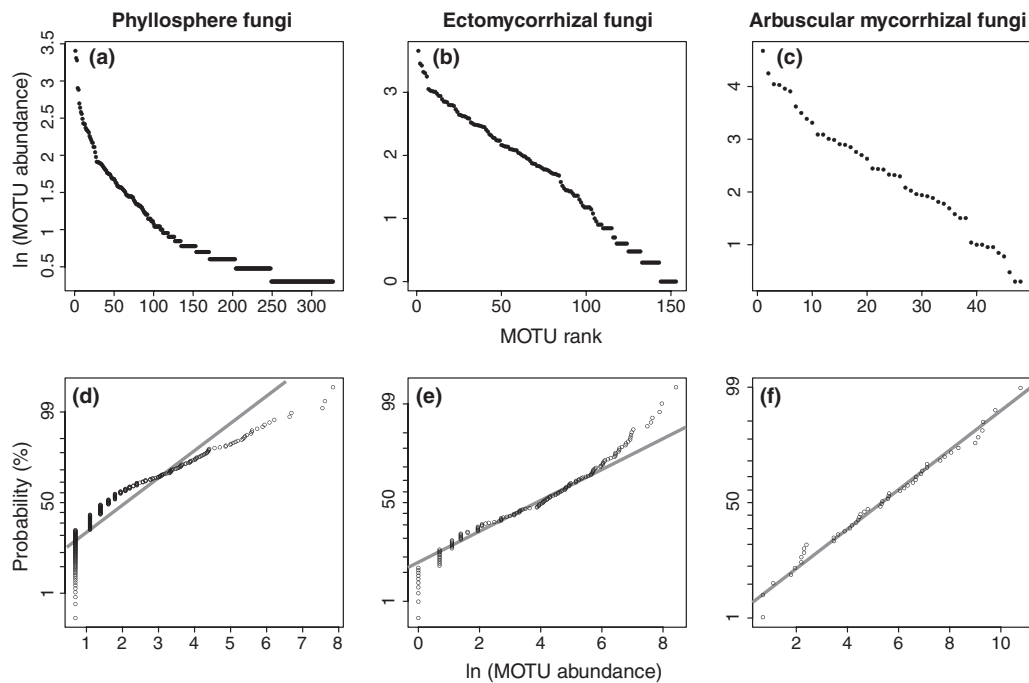 Phyllosphere fungi
Ectomycorrhizal fungi
Arbuscular mycorrhizal fungi
ln (MOTU abundance)
(a)
3.5
3
2.5
2
1.5
1
0.5
0 50 100 150 200 250 300
(b)
3
2
1
0
0 50 100 150
(c)
4
3
2
1
0 10 20 30 40
MOTU rank
Probability (%)
(d)
99
50
1
1 2 3 4 5 6 7 8
(e)
99
50
1
0 2 4 6 8
(f)
99
50
1
2 4 6 8 10
ln (MOTU abundance)